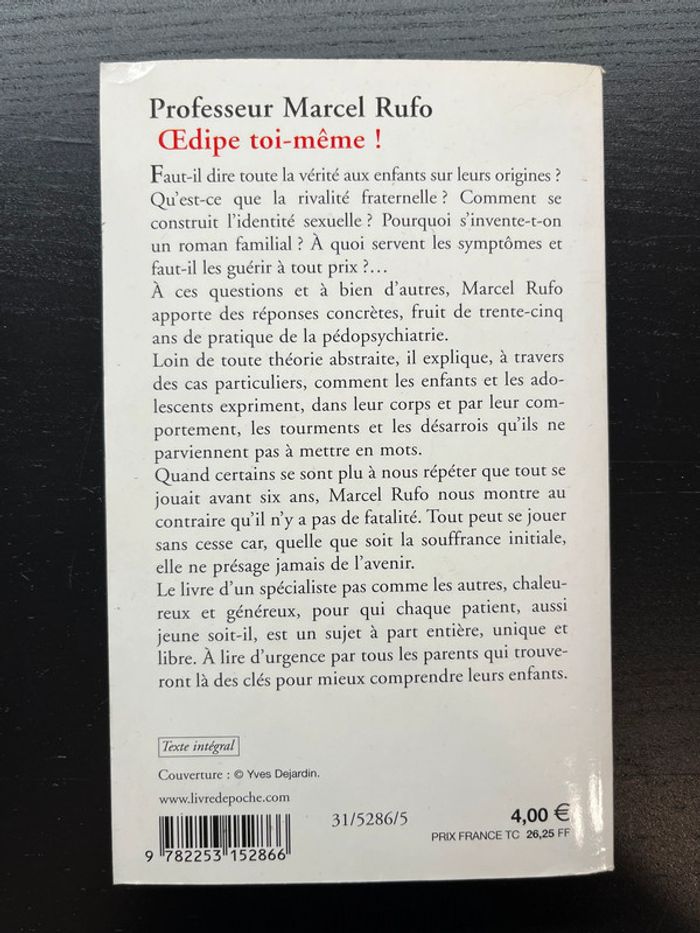 Professeur Marcel Rufo
Œdipe toi-même !
Faut-il dire toute la vérité aux enfants sur leurs origines ?
Qu'est-ce que la rivalité fraternelle ? Comment se
construit l'identité sexuelle ? Pourquoi s'invente-t-on
un roman familial ? À quoi servent les symptômes et
faut-il les guérir à tout prix ?...
À ces questions et à bien d'autres, Marcel Rufo
apporte des réponses concrètes, fruit de trente-cinq
ans de pratique de la pédopsychiatrie.
Loin de toute théorie abstraite, il explique, à travers
des cas particuliers, comment les enfants et les ado-
lescents expriment, dans leur corps et par leur com-
portement, les tourments et les désarrois qu'ils ne
parviennent pas à mettre en mots.
Quand certains se sont plu à nous répéter que tout se
jouait avant six ans, Marcel Rufo nous montre au
contraire qu'il n'y a pas de fatalité. Tout peut se jouer
sans cesse car, quelle que soit la souffrance initiale,
elle ne présage jamais de l'avenir.
Le livre d'un spécialiste pas comme les autres, chaleu-
reux et généreux, pour qui chaque patient, aussi
jeune soit-il, est un sujet à part entière, unique et
libre. À lire d'urgence par tous les parents qui trouve-
ront là des clés pour mieux comprendre leurs enfants.
Texte intégral
Couverture : © Yves Dejardin.
www.livredepoche.com
31/5286/5
4,00 €
PRIX FRANCE TC 26,25 FF
9 782253 152866